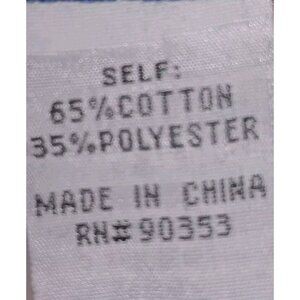 SELF:
65%COTTON
35%POLYESTER
MADE IN CHINA
RN#90353